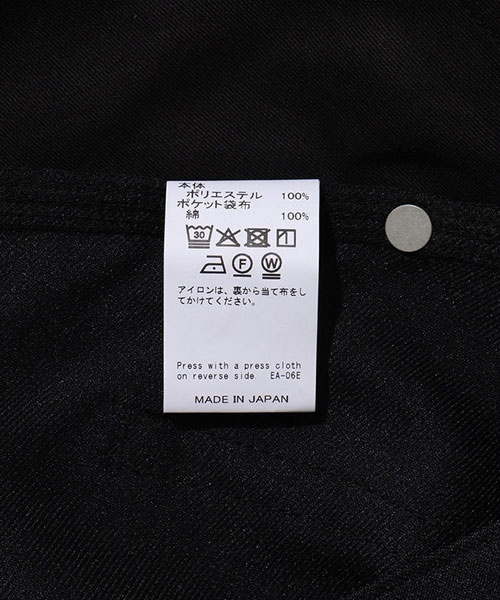 本体
ポリエステル 100%
ポケット袋布
綿 100%
30
F W
アイロンは、裏から当て布をし
てかけてください。
Press with a press cloth
on reverse side. EA-06E
MADE IN JAPAN